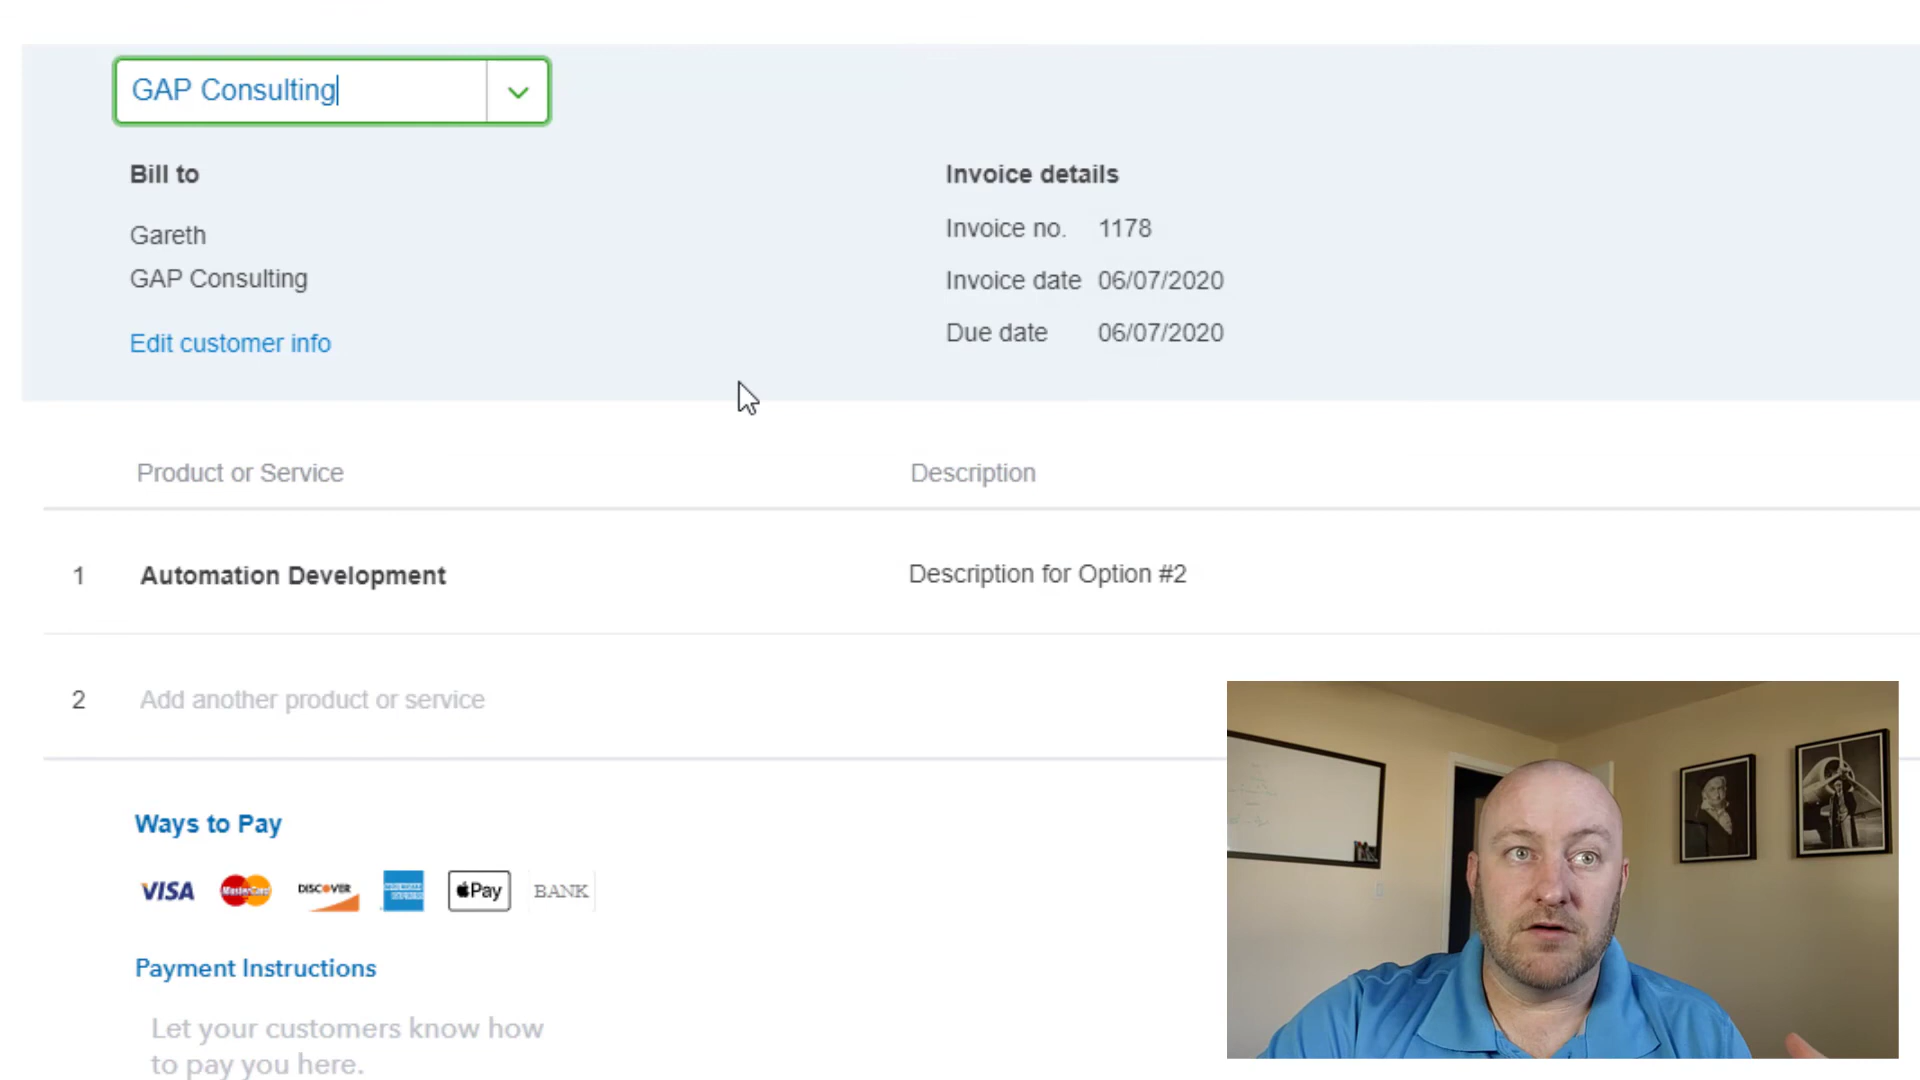 GAP Consulting
Bill to
Gareth
GAP Consulting
Edit customer info
Invoice details
Invoice no. 1178
Invoice date 06/07/2020
Due date 06/07/2020
Product or Service Description
1 Automation Development Description for Option #2
2 Add another product or service
Ways to Pay
VISA MasterCard DISCOVER Pay BANK
Payment Instructions
Let your customers know how
to pay you here.